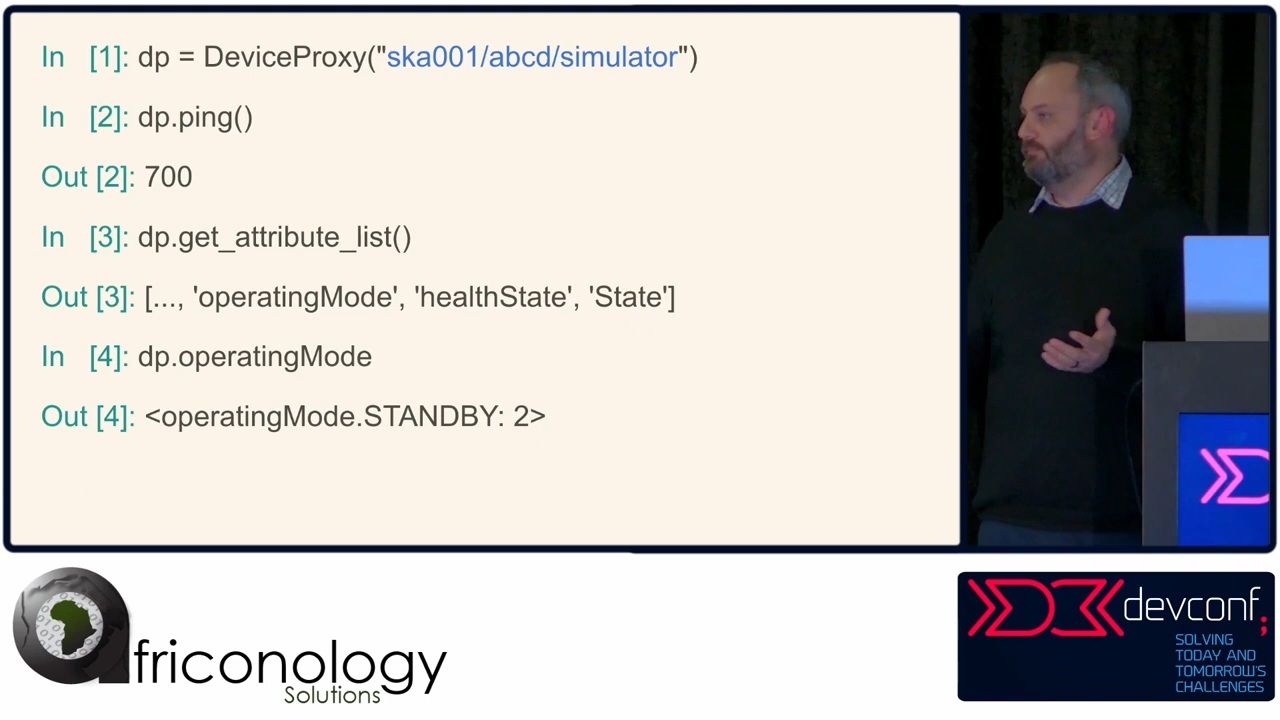 In [1]: dp = DeviceProxy("ska001/abcd/simulator")
In [2]: dp.ping()
Out [2]: 700
In [3]: dp.get_attribute_list()
Out [3]: [..., 'operatingMode', 'healthState', 'State']
In [4]: dp.operatingMode
Out [4]: <operatingMode.STANDBY: 2>
africonology
Solutions
devconf;
SOLVING
TODAY AND
TOMORROW'S
CHALLENGES